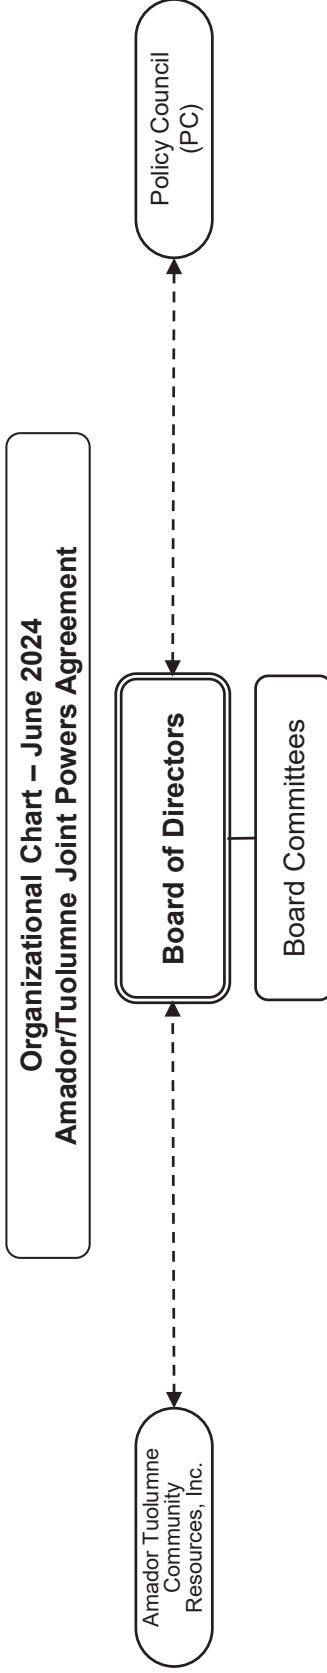 Organizational Chart – June 2024
Amador/Tuolumne Joint Powers Agreement
Amador Tuolumne
Community
Resources, Inc.
Board of Directors
Policy Council
(PC)
Board Committees